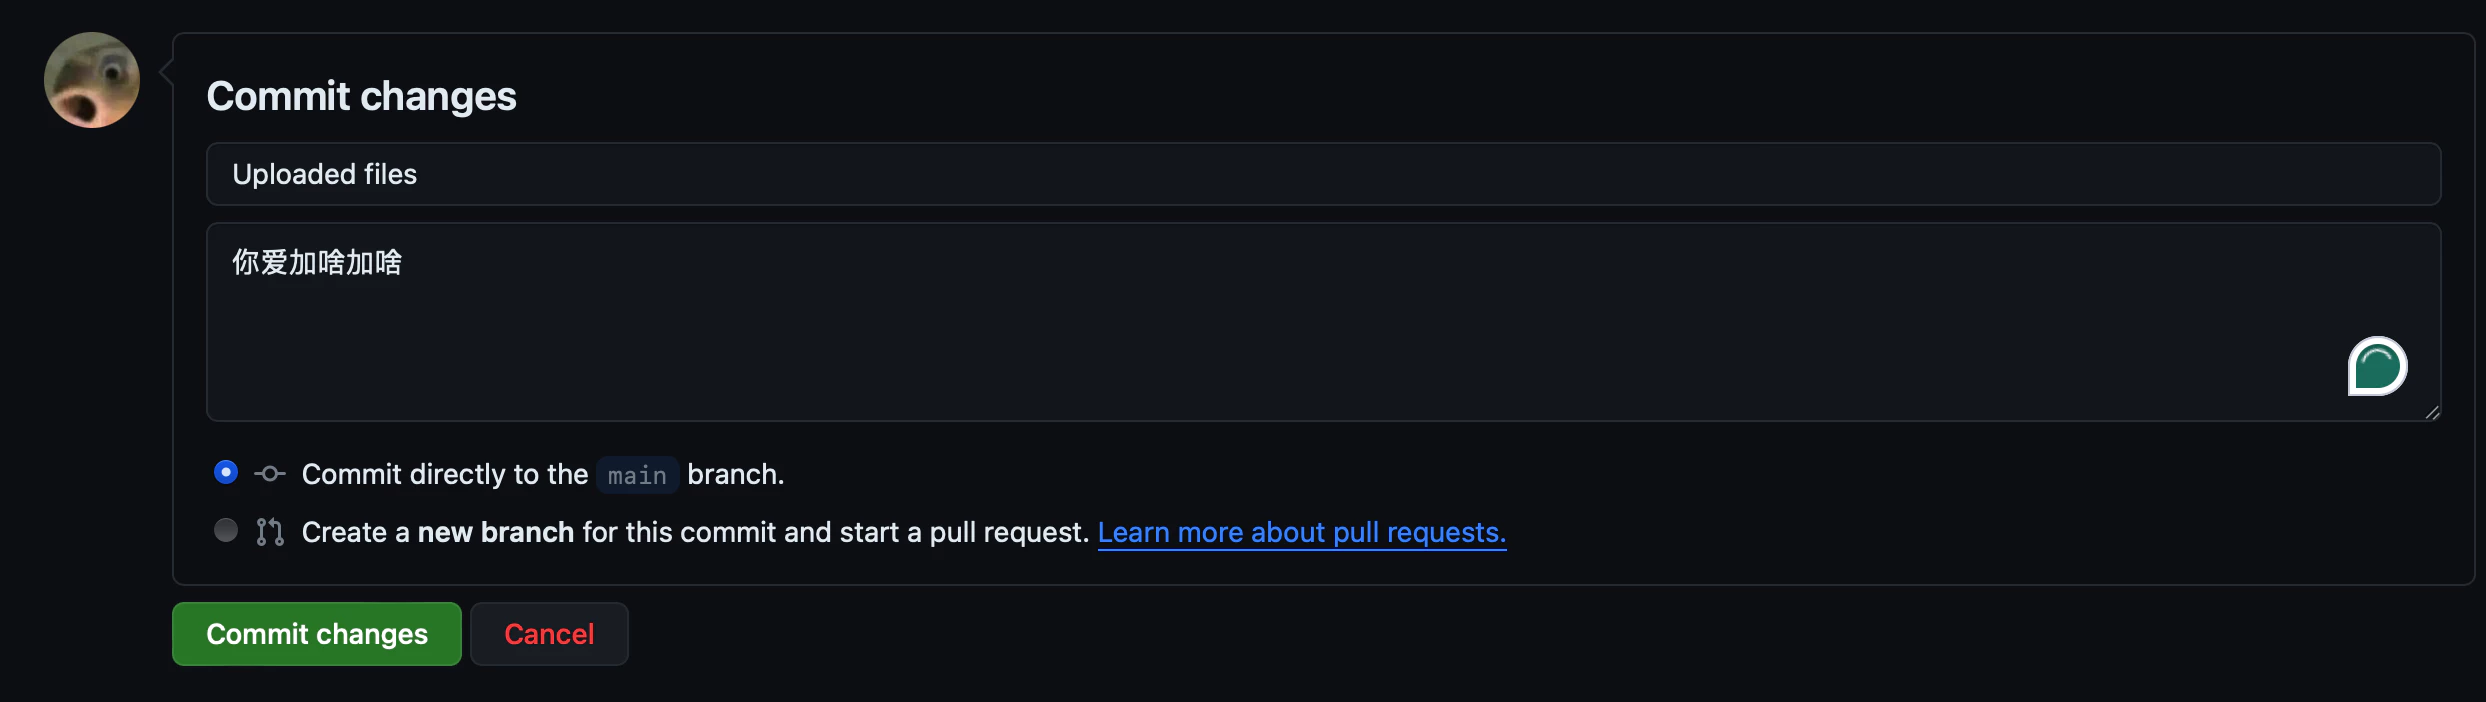 Commit changes
Uploaded files
你爱加啥加啥
Commit directly to the main branch.
Create a new branch for this commit and start a pull request. Learn more about pull requests.
Commit changes
Cancel